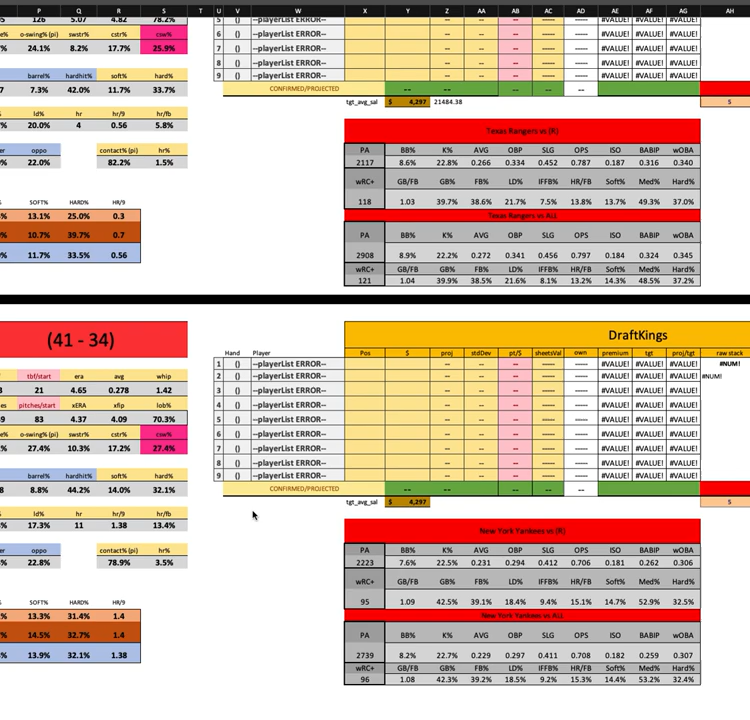 P Q R S T U V W X Y Z AA AB AC AD AE AF AG AH
126 5.07 4.82 78.2% 5 () --playerList ERROR-- -- -- ----- ----- #VALUE! #VALUE! #VALUE!
% o-swing% (pi) swstr% cstr% csw% 6 () --playerList ERROR-- -- -- ----- ----- #VALUE! #VALUE! #VALUE!
% 24.1% 8.2% 17.7% 25.9% 7 () --playerList ERROR-- -- -- ----- ----- #VALUE! #VALUE! #VALUE!
8 () --playerList ERROR-- -- -- ----- ----- #VALUE! #VALUE! #VALUE!
barrel% hardhit% soft% hard% 9 () --playerList ERROR-- -- -- ----- ----- #VALUE! #VALUE! #VALUE!
7 7.3% 42.0% 11.7% 33.7% CONFIRMED/PROJECTED -- -- -- -- --
tgt_avg_sal $ 4,297 21484.38 5
ld% hr hr/9 hr/fb
% 20.0% 4 0.56 5.8% Texas Rangers vs (R)
er oppo contact% (pi) hr% PA BB% K% AVG OBP SLG OPS ISO BABIP wOBA
% 22.0% 82.2% 1.5% 2117 8.6% 22.8% 0.266 0.334 0.452 0.787 0.187 0.316 0.340
wRC+ GB/FB GB% FB% LD% IFFB% HR/FB Soft% Med% Hard%
% SOFT% HARD% HR/9 118 1.03 39.7% 38.6% 21.7% 7.5% 13.8% 13.7% 49.3% 37.0%
% 13.1% 25.0% 0.3 Texas Rangers vs ALL
% 10.7% 39.7% 0.7 PA BB% K% AVG OBP SLG OPS ISO BABIP wOBA
% 11.7% 33.5% 0.56 2908 8.9% 22.2% 0.272 0.341 0.456 0.797 0.184 0.324 0.345
wRC+ GB/FB GB% FB% LD% IFFB% HR/FB Soft% Med% Hard%
121 1.04 39.9% 38.5% 21.6% 8.1% 13.2% 14.3% 48.5% 37.2%
(41 - 34) DraftKings
Hand Player Pos $ proj stdDev pt/$ sheetsVal own premium tgt proj/tgt raw stack
1 () --playerList ERROR-- -- -- ----- ----- #VALUE! #VALUE! #VALUE! #NUM!
tbf/start era avg whip 2 () --playerList ERROR-- -- -- ----- ----- #VALUE! #VALUE! #VALUE! #NUM!
3 21 4.65 0.278 1.42 3 () --playerList ERROR-- -- -- ----- ----- #VALUE! #VALUE! #VALUE!
es pitches/start xERA xfip lob% 4 () --playerList ERROR-- -- -- ----- ----- #VALUE! #VALUE! #VALUE!
9 83 4.37 4.09 70.3% 5 () --playerList ERROR-- -- -- ----- ----- #VALUE! #VALUE! #VALUE!
% o-swing% (pi) swstr% cstr% csw% 6 () --playerList ERROR-- -- -- ----- ----- #VALUE! #VALUE! #VALUE!
% 27.4% 10.3% 17.2% 27.4% 7 () --playerList ERROR-- -- -- ----- ----- #VALUE! #VALUE! #VALUE!
8 () --playerList ERROR-- -- -- ----- ----- #VALUE! #VALUE! #VALUE!
barrel% hardhit% soft% hard% 9 () --playerList ERROR-- -- -- ----- ----- #VALUE! #VALUE! #VALUE!
8 8.8% 44.2% 14.0% 32.1% CONFIRMED/PROJECTED -- -- -- -- --
tgt_avg_sal $ 4,297 5
ld% hr hr/9 hr/fb
% 17.3% 11 1.38 13.4% New York Yankees vs (R)
er oppo contact% (pi) hr% PA BB% K% AVG OBP SLG OPS ISO BABIP wOBA
% 22.8% 78.9% 3.5% 2223 7.6% 22.5% 0.231 0.294 0.412 0.706 0.181 0.262 0.306
wRC+ GB/FB GB% FB% LD% IFFB% HR/FB Soft% Med% Hard%
% SOFT% HARD% HR/9 95 1.09 42.5% 39.1% 18.4% 9.4% 15.1% 14.7% 52.9% 32.5%
% 13.3% 31.4% 1.4 New York Yankees vs ALL
% 14.5% 32.7% 1.4 PA BB% K% AVG OBP SLG OPS ISO BABIP wOBA
% 13.9% 32.1% 1.38 2739 8.2% 22.7% 0.229 0.297 0.411 0.708 0.182 0.259 0.307
wRC+ GB/FB GB% FB% LD% IFFB% HR/FB Soft% Med% Hard%
96 1.08 42.3% 39.2% 18.5% 9.2% 15.3% 14.4% 53.2% 32.4%